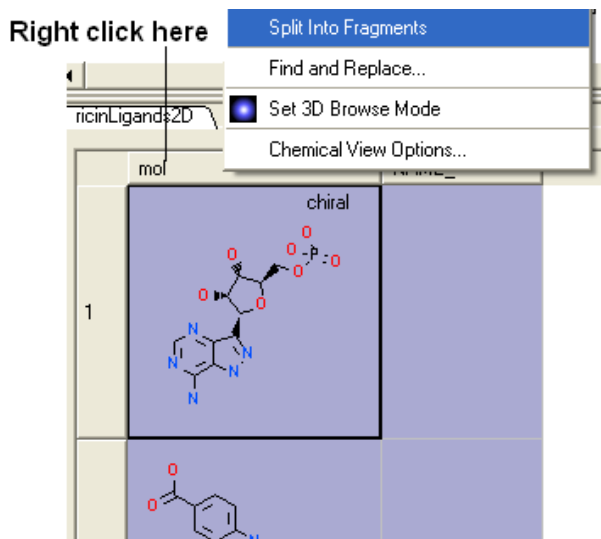 Right click here
Split Into Fragments
Find and Replace...
Set 3D Browse Mode
Chemical View Options...
ricinLigands2D
mol
NAME_
chiral
O
O P O
O
O
O
O
O
1
N
N
N
N
N
N
O
O
N